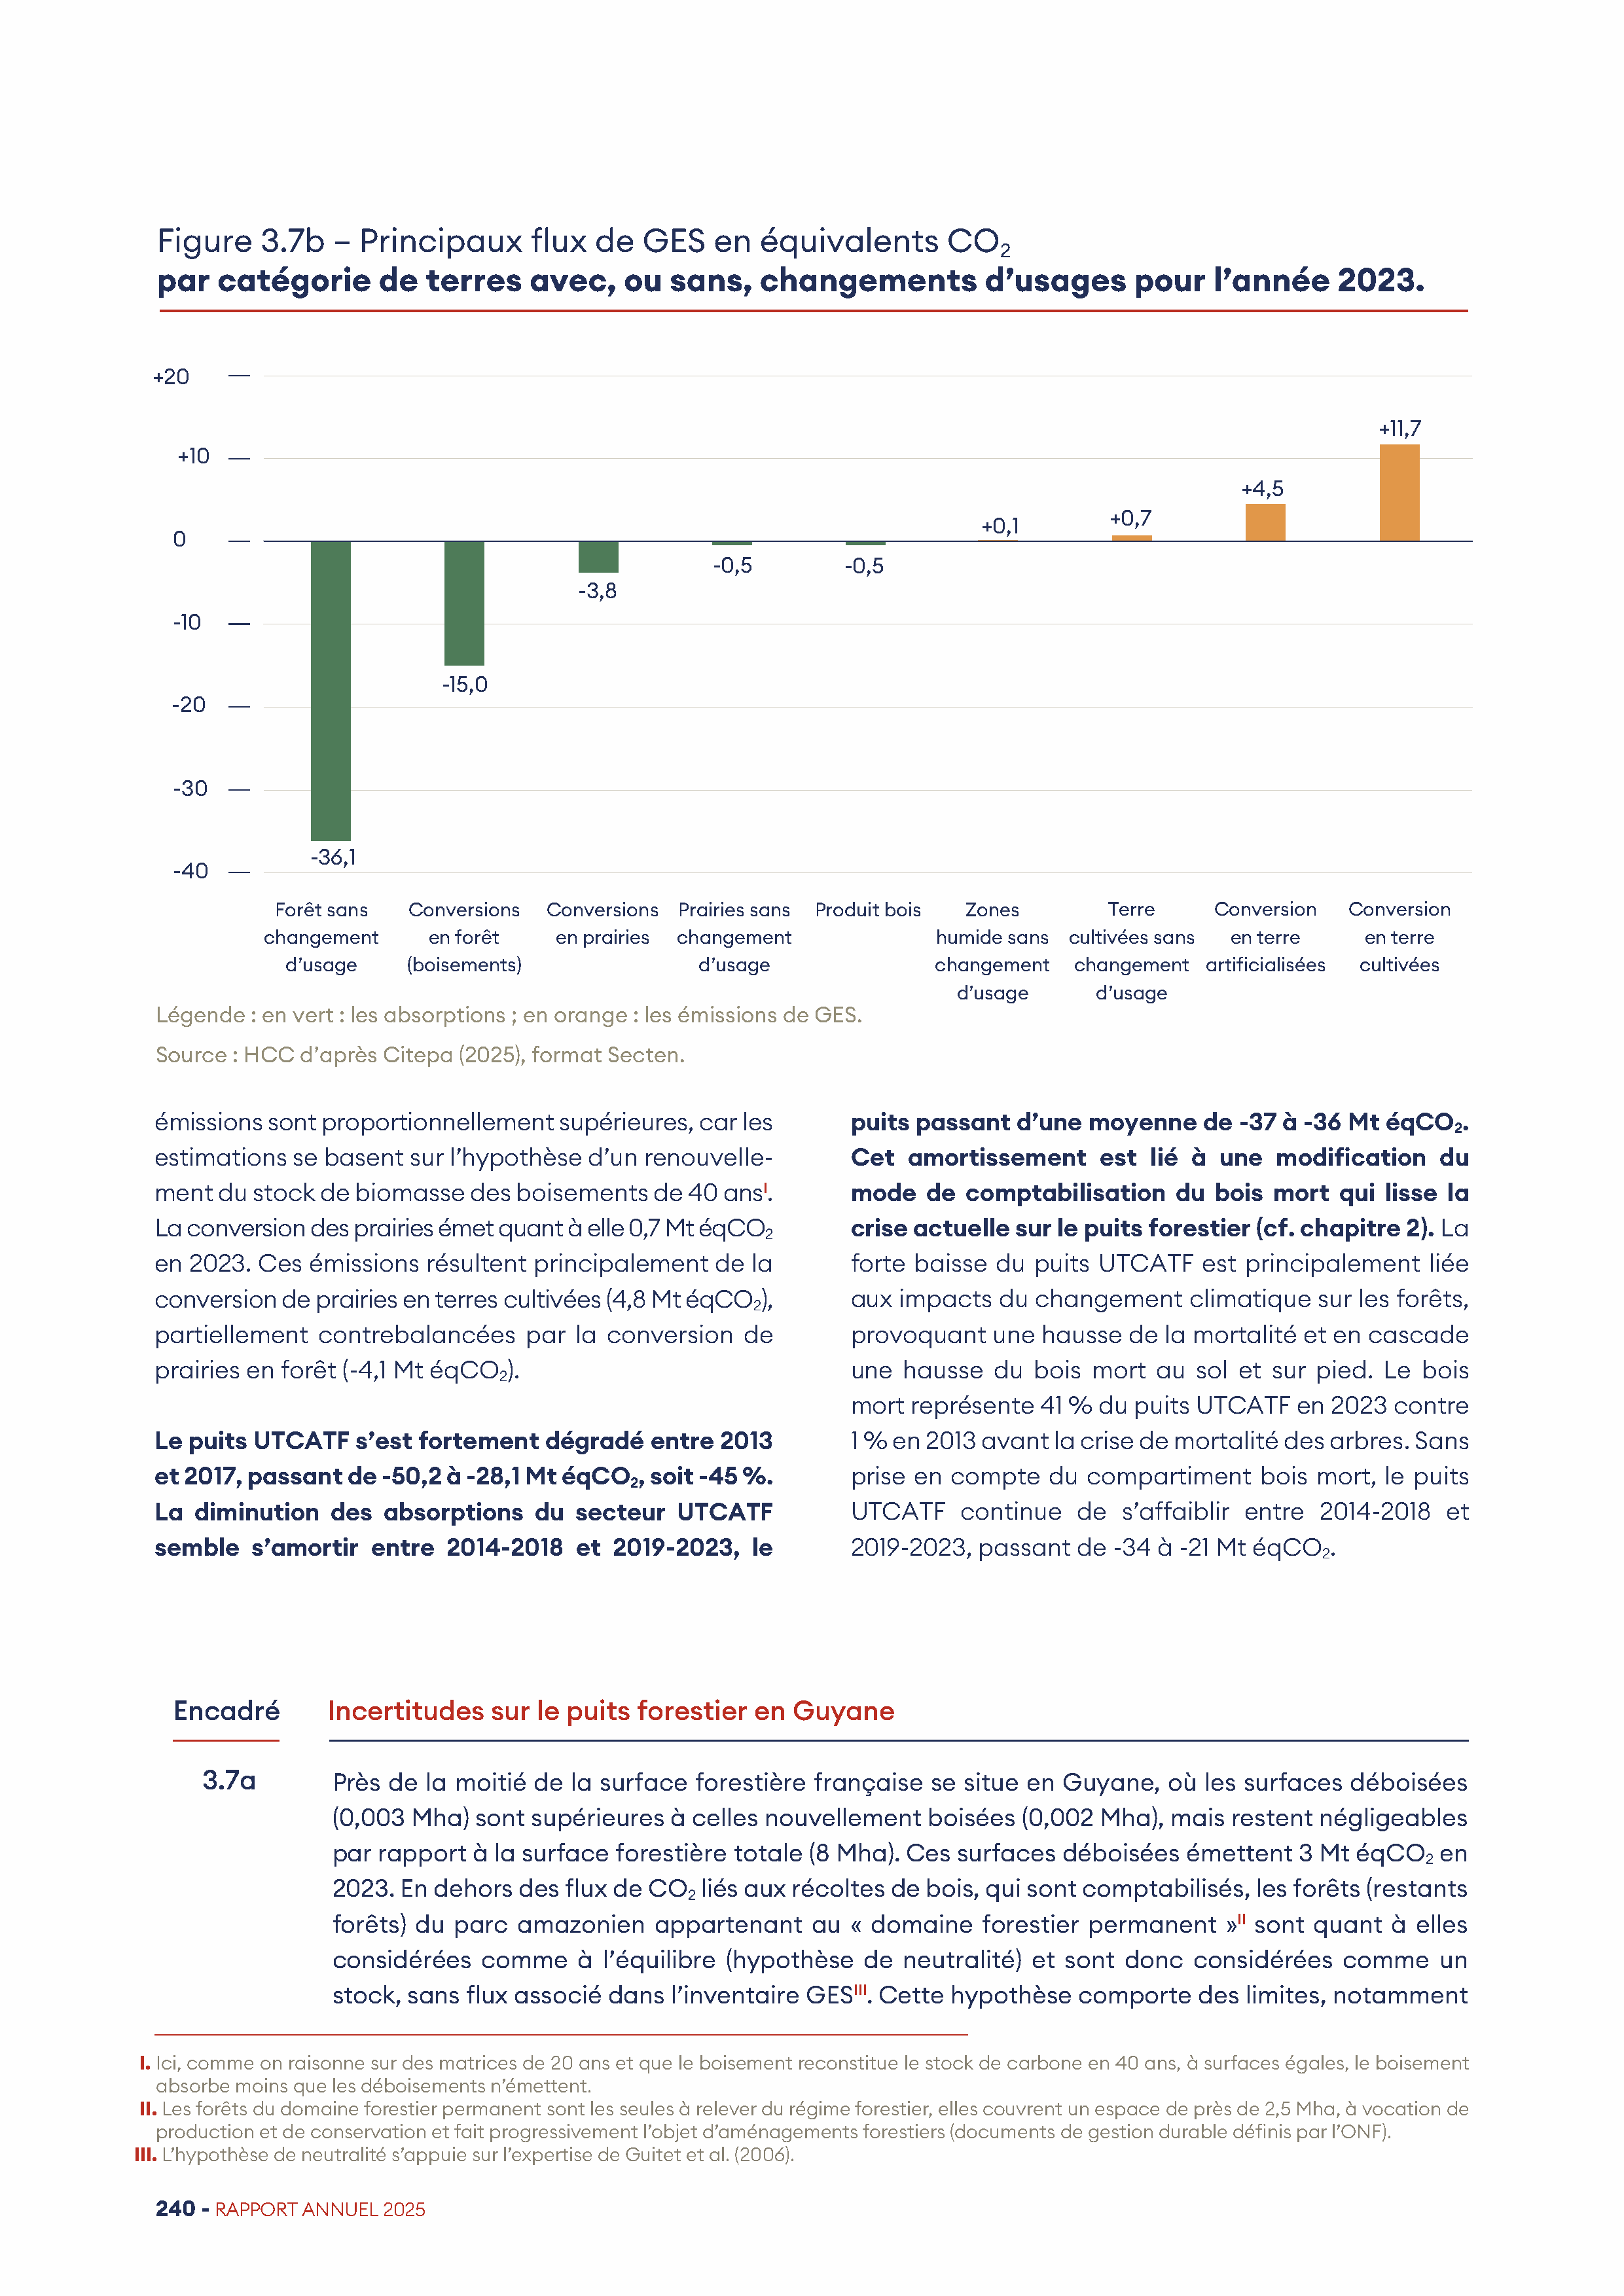 Figure 3.7b – Principaux flux de GES en équivalents CO₂
par catégorie de terres avec, ou sans, changements d’usages pour l’année 2023.
+20
+10
0
-10
-20
-30
-40
-36,1
-15,0
-3,8
-0,5
-0,5
+0,1
+0,7
+4,5
+11,7
Forêt sans
changement
d’usage
Conversions
en forêt
(boisements)
Conversions
en prairies
Prairies sans
changement
d’usage
Produit bois
Zones
humide sans
changement
d’usage
Terre
cultivées sans
changement
d’usage
Conversion
en terre
artificialisées
Conversion
en terre
cultivées
Légende : en vert : les absorptions ; en orange : les émissions de GES.
Source : HCC d’après Citepa (2025), format Secten.
émissions sont proportionnellement supérieures, car les
estimations se basent sur l’hypothèse d’un renouvelle-
ment du stock de biomasse des boisements de 40 ansᴵ.
La conversion des prairies émet quant à elle 0,7 Mt éqCO₂
en 2023. Ces émissions résultent principalement de la
conversion de prairies en terres cultivées (4,8 Mt éqCO₂),
partiellement contrebalancées par la conversion de
prairies en forêt (-4,1 Mt éqCO₂).
Le puits UTCATF s’est fortement dégradé entre 2013
et 2017, passant de -50,2 à -28,1 Mt éqCO₂, soit -45 %.
La diminution des absorptions du secteur UTCATF
semble s’amortir entre 2014-2018 et 2019-2023, le
puits passant d’une moyenne de -37 à -36 Mt éqCO₂.
Cet amortissement est lié à une modification du
mode de comptabilisation du bois mort qui lisse la
crise actuelle sur le puits forestier (cf. chapitre 2). La
forte baisse du puits UTCATF est principalement liée
aux impacts du changement climatique sur les forêts,
provoquant une hausse de la mortalité et en cascade
une hausse du bois mort au sol et sur pied. Le bois
mort représente 41 % du puits UTCATF en 2023 contre
1 % en 2013 avant la crise de mortalité des arbres. Sans
prise en compte du compartiment bois mort, le puits
UTCATF continue de s’affaiblir entre 2014-2018 et
2019-2023, passant de -34 à -21 Mt éqCO₂.
Encadré
3.7a
Incertitudes sur le puits forestier en Guyane
Près de la moitié de la surface forestière française se situe en Guyane, où les surfaces déboisées
(0,003 Mha) sont supérieures à celles nouvellement boisées (0,002 Mha), mais restent négligeables
par rapport à la surface forestière totale (8 Mha). Ces surfaces déboisées émettent 3 Mt éqCO₂ en
2023. En dehors des flux de CO₂ liés aux récoltes de bois, qui sont comptabilisés, les forêts (restants
forêts) du parc amazonien appartenant au « domaine forestier permanent »ᴵᴵ sont quant à elles
considérées comme à l’équilibre (hypothèse de neutralité) et sont donc considérées comme un
stock, sans flux associé dans l’inventaire GESᴵᴵᴵ. Cette hypothèse comporte des limites, notamment
I. Ici, comme on raisonne sur des matrices de 20 ans et que le boisement reconstitue le stock de carbone en 40 ans, à surfaces égales, le boisement
absorbe moins que les déboisements n’émettent.
II. Les forêts du domaine forestier permanent sont les seules à relever du régime forestier, elles couvrent un espace de près de 2,5 Mha, à vocation de
production et de conservation et fait progressivement l’objet d’aménagements forestiers (documents de gestion durable définis par l’ONF).
III. L’hypothèse de neutralité s’appuie sur l’expertise de Guitet et al. (2006).
240 - RAPPORT ANNUEL 2025